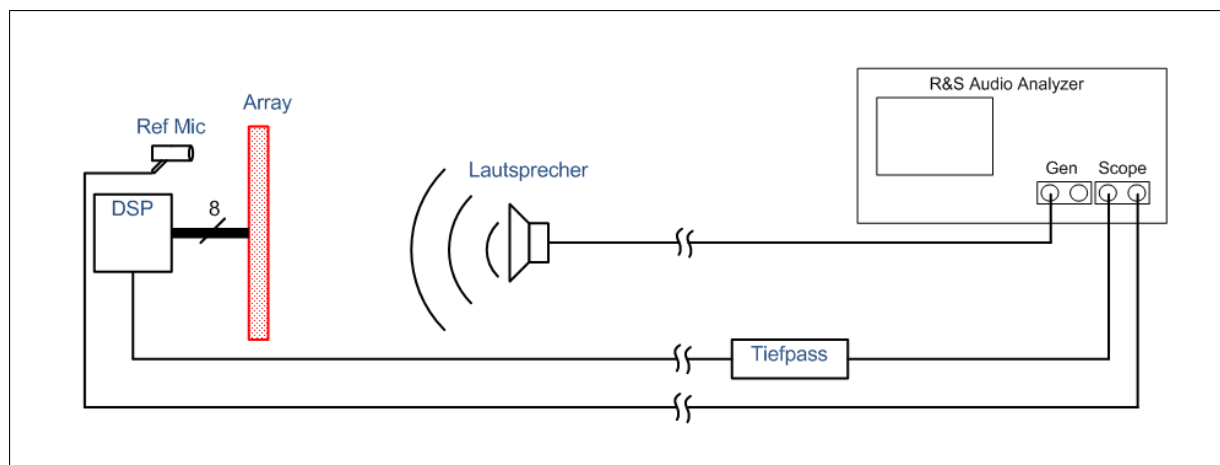 R&S Audio Analyzer
Array
Ref Mic
Gen
Scope
Lautsprecher
DSP
8
Tiefpass